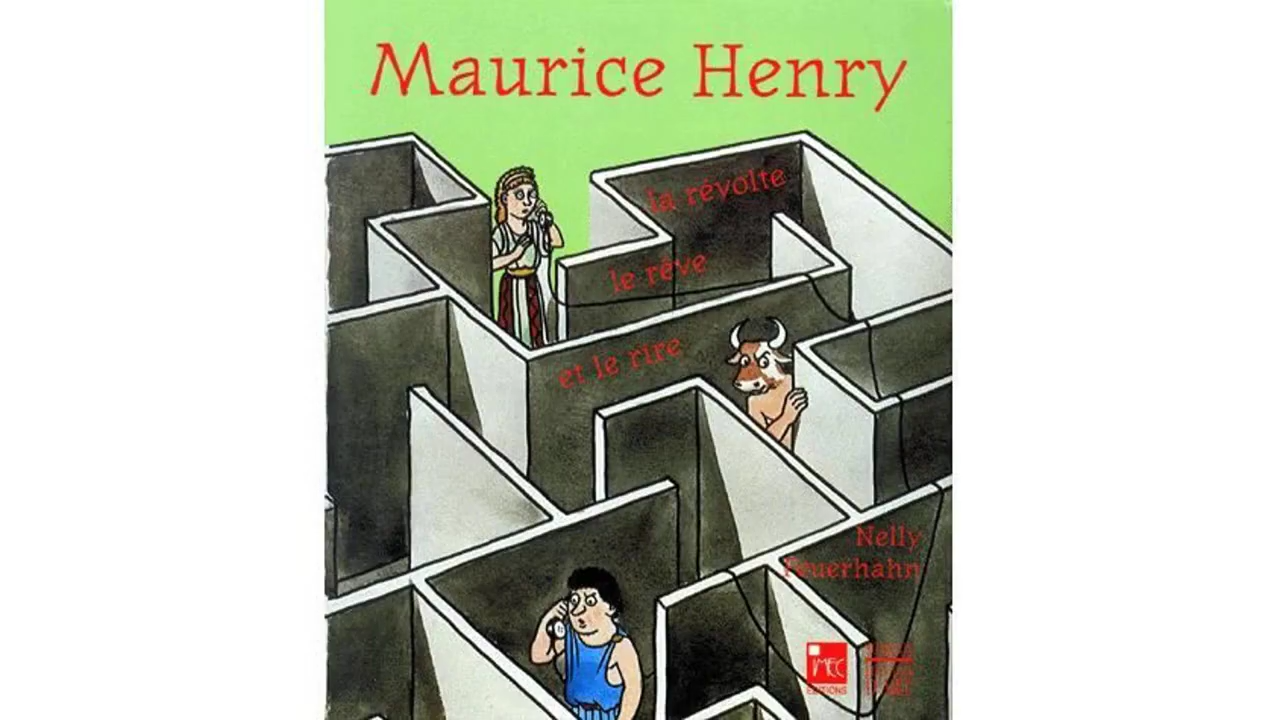 Maurice Henry
la révolte
le rêve
et le rire
Nelly
Feuerhahn
IMEC
EDITIONS